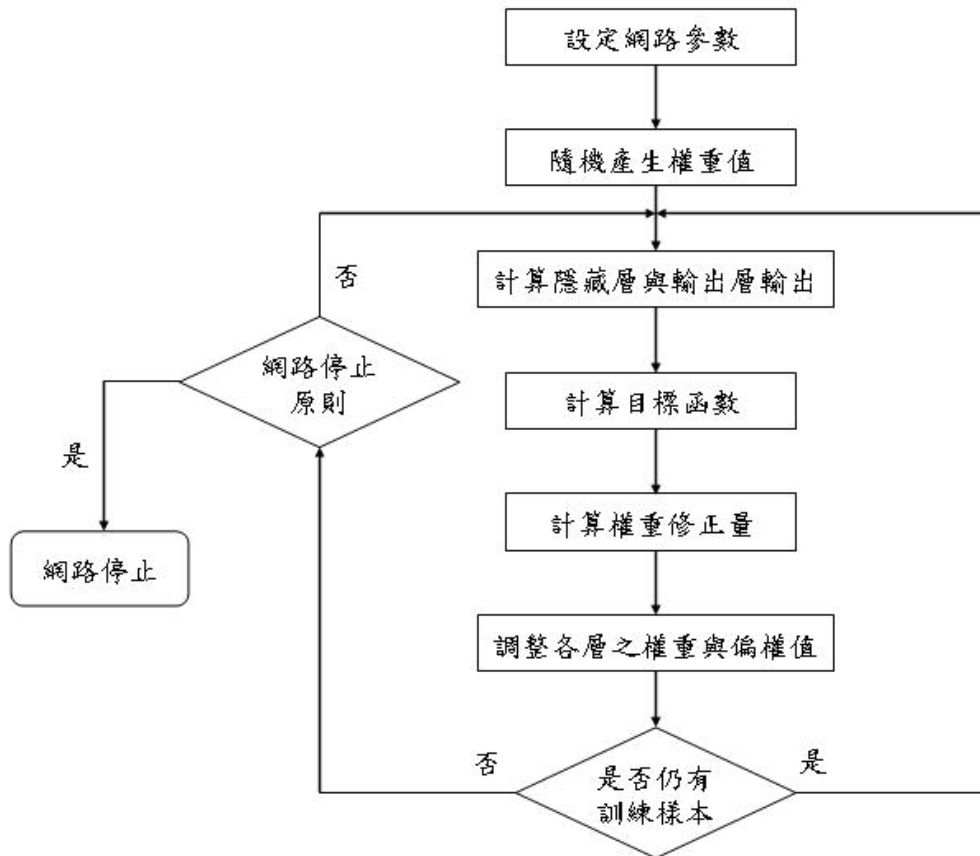 設定網路參數
隨機產生權重值
計算隱藏層與輸出層輸出
否
網路停止
原則
計算目標函數
是
計算權重修正量
網路停止
調整各層之權重與偏權值
否
是否仍有
訓練樣本
是